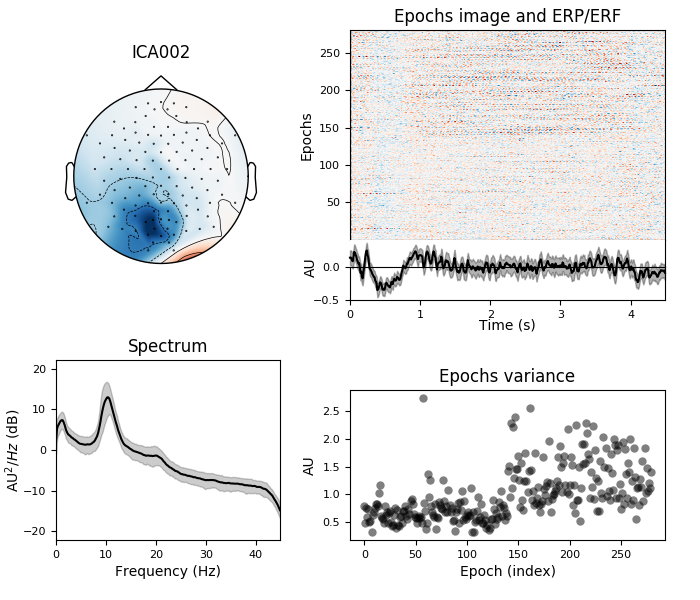 ICA002
Epochs image and ERP/ERF
Epochs
250
200
150
100
50
AU
0.0
−0.5
0 1 2 3 4
Time (s)
Spectrum
AU²/Hz (dB)
20
10
0
−10
−20
0 10 20 30 40
Frequency (Hz)
Epochs variance
AU
2.5
2.0
1.5
1.0
0.5
0 50 100 150 200 250
Epoch (index)